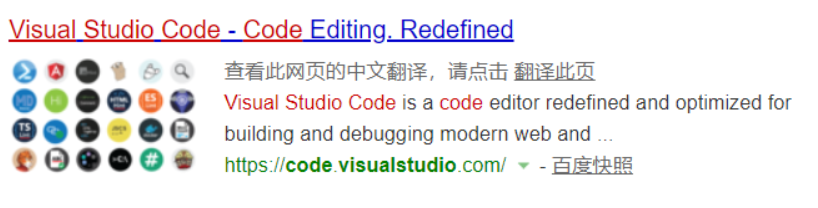 Visual Studio Code - Code Editing. Redefined
查看此网页的中文翻译，请点击 翻译此页
Visual Studio Code is a code editor redefined and optimized for
building and debugging modern web and ...
https://code.visualstudio.com/ - 百度快照